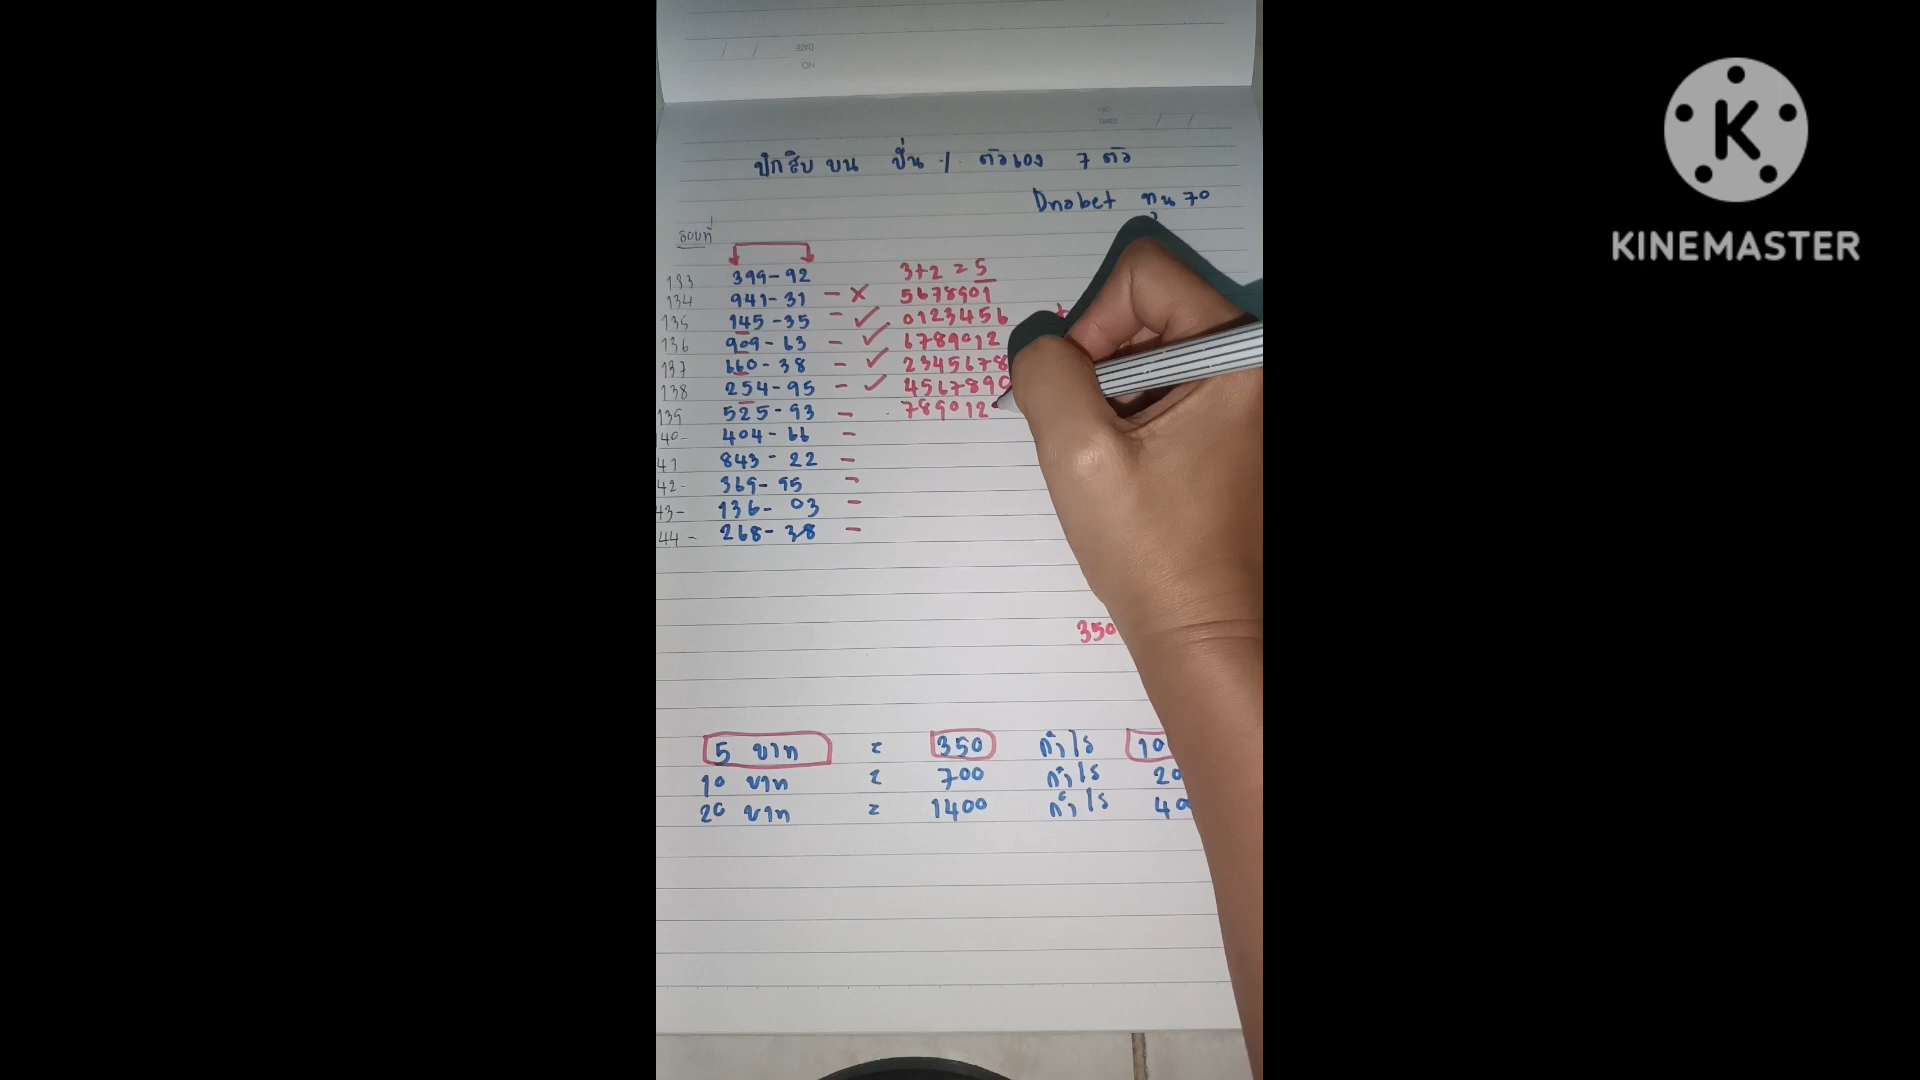 DATE
NO.
ปักสิบ บน ปิ่น /. ตัวเอง 7 ตัว
Dnabet ทุน 70
รอบที่
133 399-92 3+2 = 5
134 941-31 - × 5678901
135 145-35 - ✓ 0123456
136 909-63 - ✓ 6789012
137 660-38 - ✓ 2345678
138 254-95 - ✓ 4567890
139 525-93 - 789012
140- 404-66 -
41 843-22 -
42- 369-95 -
43- 136-03 -
44- 268-38 -
350
5 บาท = 350 กำไร 10
10 บาท = 700 กำไร 20
20 บาท = 1400 กำไร 40
K
KINEMASTER